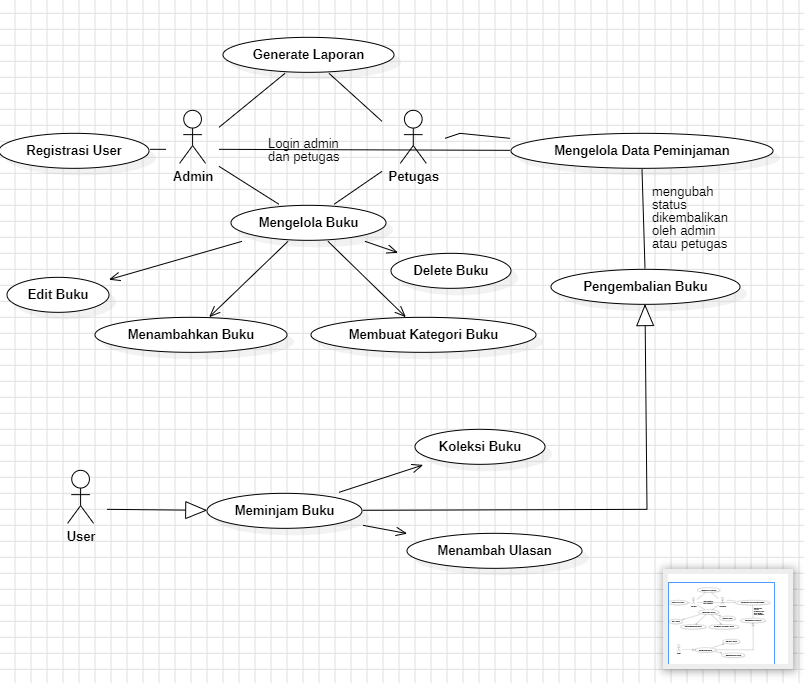 Generate Laporan
Registrasi User
Login admin
dan petugas
Mengelola Data Peminjaman
Admin
Petugas
mengubah
status
dikembalikan
oleh admin
atau petugas
Mengelola Buku
Delete Buku
Edit Buku
Pengembalian Buku
Menambahkan Buku
Membuat Kategori Buku
Koleksi Buku
Meminjam Buku
User
Menambah Ulasan